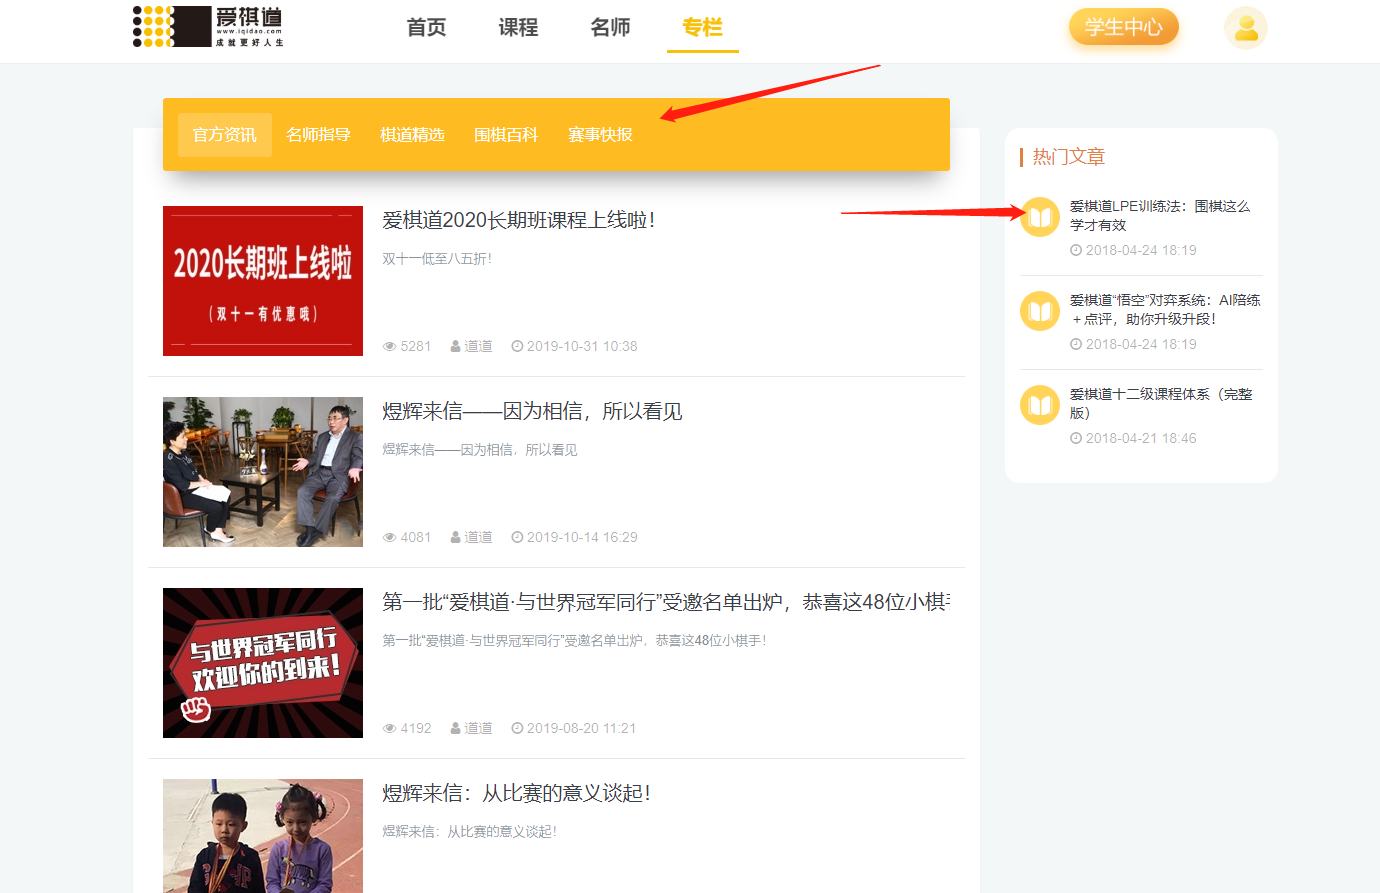 爱棋道
www.iqidao.com
成就更好人生
首页
课程
名师
专栏
学生中心
官方资讯
名师指导
棋道精选
围棋百科
赛事快报
2020长期班上线啦
（双十一有优惠哦）
爱棋道2020长期班课程上线啦！
双十一低至八五折！
5281 道道 2019-10-31 10:38
煜辉来信——因为相信，所以看见
煜辉来信——因为相信，所以看见
4081 道道 2019-10-14 16:29
与世界冠军同行
欢迎你的到来！
第一批“爱棋道·与世界冠军同行”受邀名单出炉，恭喜这48位小棋手
第一批“爱棋道·与世界冠军同行”受邀名单出炉，恭喜这48位小棋手！
4192 道道 2019-08-20 11:21
煜辉来信：从比赛的意义谈起！
煜辉来信：从比赛的意义谈起！
热门文章
爱棋道LPE训练法：围棋这么
学才有效
2018-04-24 18:19
爱棋道“悟空”对弈系统：AI陪练
＋点评，助你升级升段！
2018-04-24 18:19
爱棋道十二级课程体系（完整
版）
2018-04-21 18:46